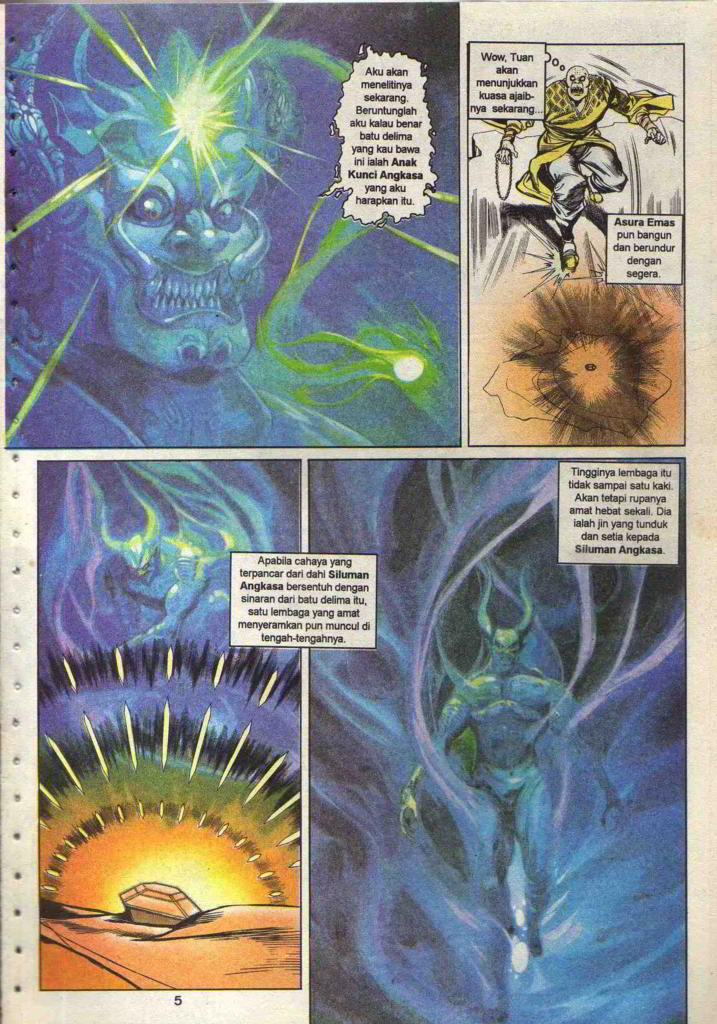 Aku akan
menelitinya
sekarang.
Beruntunglah
aku kalau benar
batu delima
yang kau bawa
ini ialah Anak
Kunci Angkasa
yang aku
harapkan itu.
Wow, Tuan
akan
menunjukkan
kuasa ajaib-
nya sekarang...
Asura Emas
pun bangun
dan berundur
dengan
segera.
Apabila cahaya yang
terpancar dari dahi Siluman
Angkasa bersentuh dengan
sinaran dari batu delima itu,
satu lembaga yang amat
menyeramkan pun muncul di
tengah-tengahnya.
Tingginya lembaga itu
tidak sampai satu kaki.
Akan tetapi rupanya
amat hebat sekali. Dia
ialah jin yang tunduk
dan setia kepada
Siluman Angkasa.
5